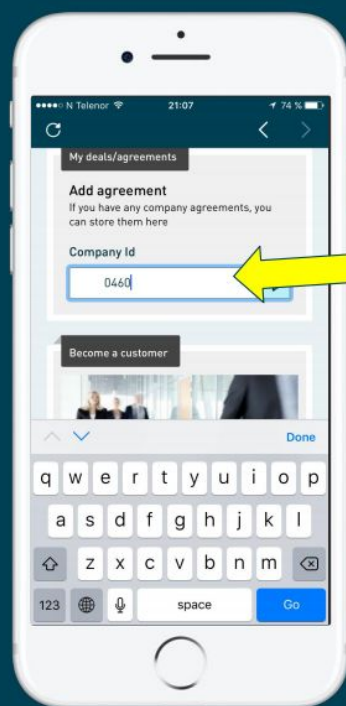 N Telenor 21:07 74 %
My deals/agreements
Add agreement
If you have any company agreements, you
can store them here
Company Id
0460
Become a customer
Done
q w e r t y u i o p
a s d f g h j k l
z x c v b n m
123 space Go